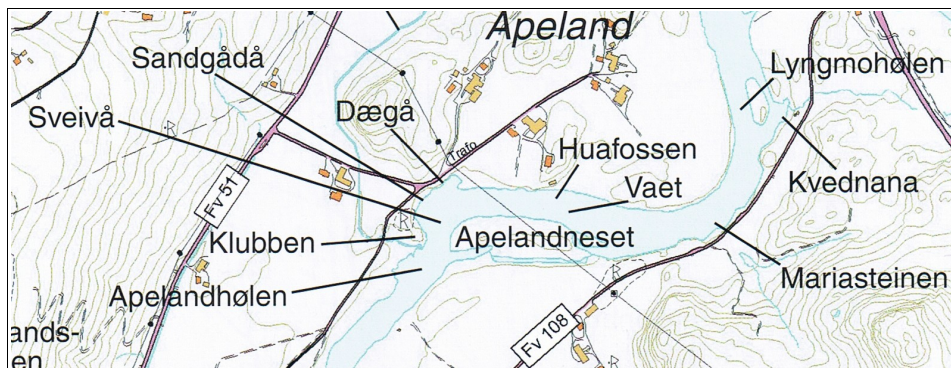 Apeland
Sandgådå
Lyngmohølen
Dægå
Sveivå
Trafo
Huafossen
Vaet
Kvednana
Fv 51
Klubben
Apelandneset
Mariasteinen
Apelandhølen
Fv 108
ands-
en
R
R
R
R